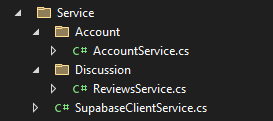 Service
Account
C# AccountService.cs
Discussion
C# ReviewsService.cs
C# SupabaseClientService.cs